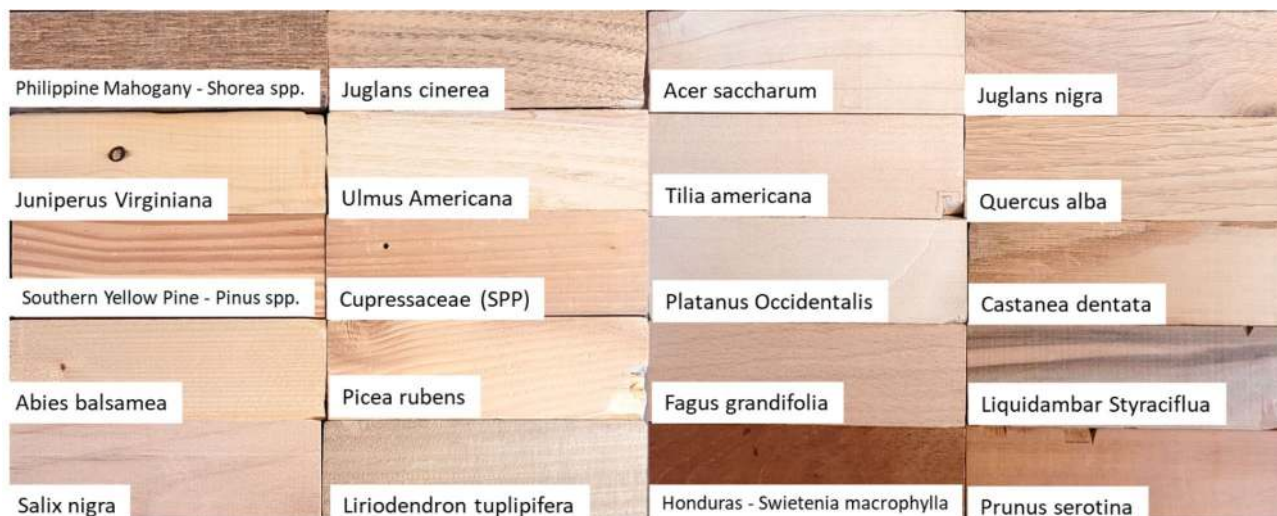 Philippine Mahogany - Shorea spp.
Juglans cinerea
Acer saccharum
Juglans nigra
Juniperus Virginiana
Ulmus Americana
Tilia americana
Quercus alba
Southern Yellow Pine - Pinus spp.
Cupressaceae (SPP)
Platanus Occidentalis
Castanea dentata
Abies balsamea
Picea rubens
Fagus grandifolia
Liquidambar Styraciflua
Salix nigra
Liriodendron tuplipifera
Honduras - Swietenia macrophylla
Prunus serotina